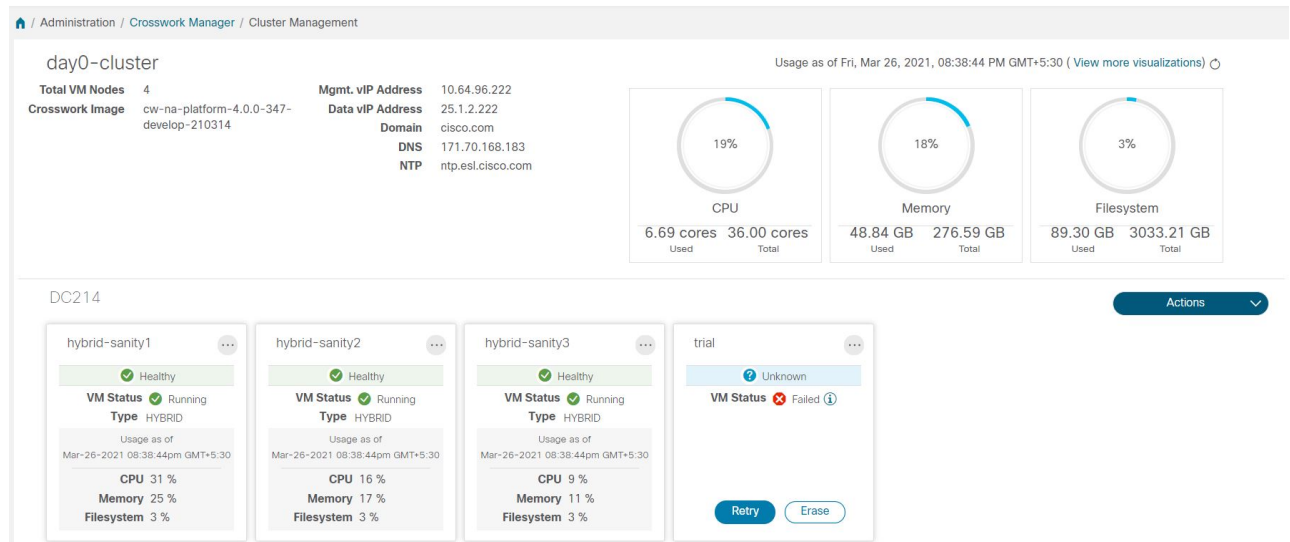 / Administration / Crosswork Manager / Cluster Management
day0-cluster
Usage as of Fri, Mar 26, 2021, 08:38:44 PM GMT+5:30 ( View more visualizations)
Total VM Nodes 4
Crosswork Image cw-na-platform-4.0.0-347-
develop-210314
Mgmt. vIP Address 10.64.96.222
Data vIP Address 25.1.2.222
Domain cisco.com
DNS 171.70.168.183
NTP ntp.esl.cisco.com
19%
CPU
6.69 cores 36.00 cores
Used Total
18%
Memory
48.84 GB 276.59 GB
Used Total
3%
Filesystem
89.30 GB 3033.21 GB
Used Total
DC214
Actions
hybrid-sanity1 ...
Healthy
VM Status Running
Type HYBRID
Usage as of
Mar-26-2021 08:38:44pm GMT+5:30
CPU 31 %
Memory 25 %
Filesystem 3 %
hybrid-sanity2 ...
Healthy
VM Status Running
Type HYBRID
Usage as of
Mar-26-2021 08:38:44pm GMT+5:30
CPU 16 %
Memory 17 %
Filesystem 3 %
hybrid-sanity3 ...
Healthy
VM Status Running
Type HYBRID
Usage as of
Mar-26-2021 08:38:44pm GMT+5:30
CPU 9 %
Memory 11 %
Filesystem 3 %
trial ...
? Unknown
VM Status Failed i
Retry Erase